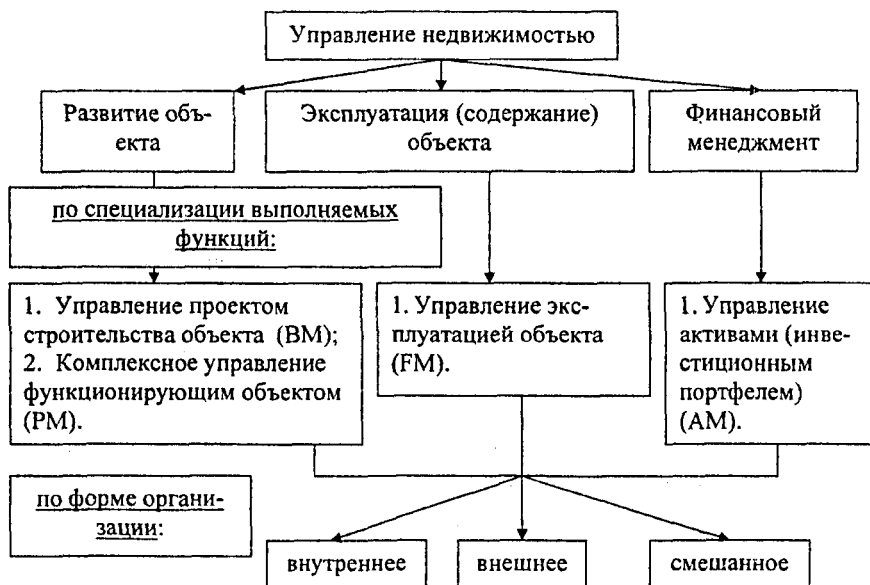 Управление недвижимостью
Развитие объ-
екта
Эксплуатация (содержание)
объекта
Финансовый
менеджмент
по специализации выполняемых
функций:
1. Управление проектом
строительства объекта (BM);
2. Комплексное управление
функционирующим объектом
(PM).
1. Управление экс-
плуатацией объекта
(FM).
1. Управление
активами (инве-
стиционным
портфелем)
(AM).
по форме органи-
зации:
внутреннее
внешнее
смешанное